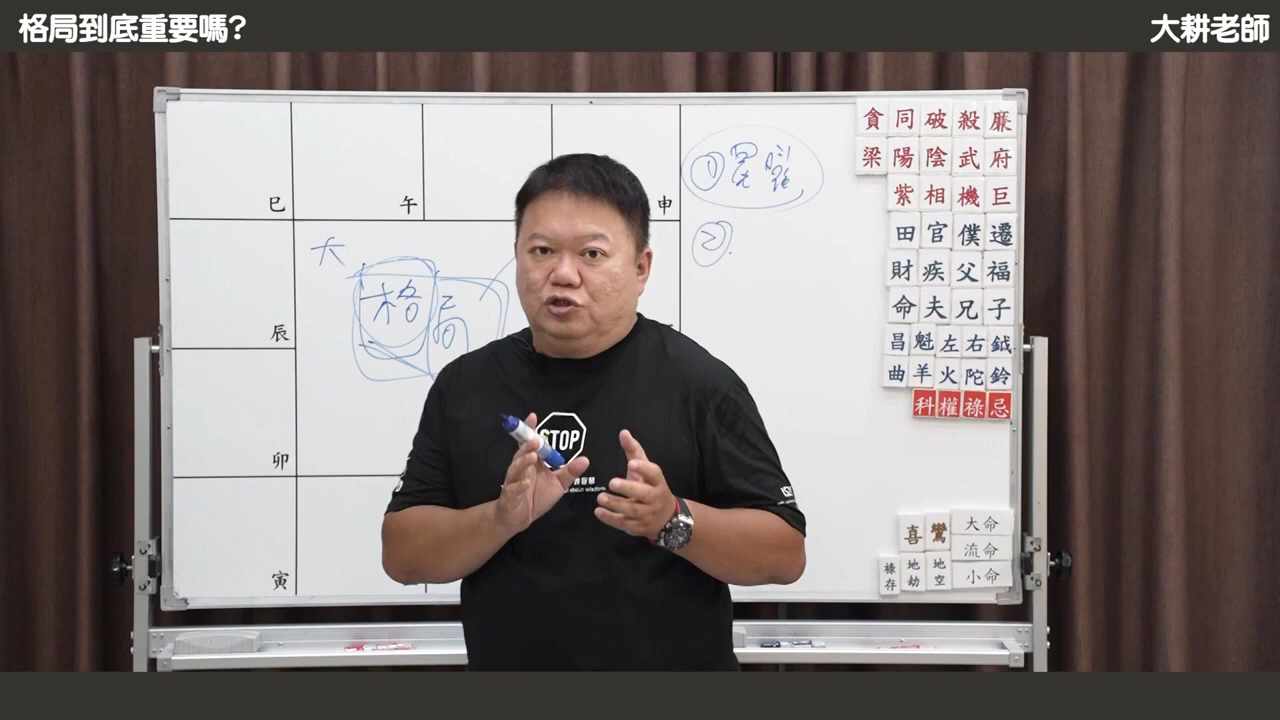 格局到底重要嗎?
大耕老師
巳
午
申
辰
卯
寅
大
格局
①
②
貪同破殺廉
梁陽陰武府
紫相機巨
田官僕遷
財疾父福
命夫兄子
昌魁左右鉞
曲羊火陀鈴
科權祿忌
喜鸞
祿存 地劫 地空
大命
流命
小命
STOP
about wisdom